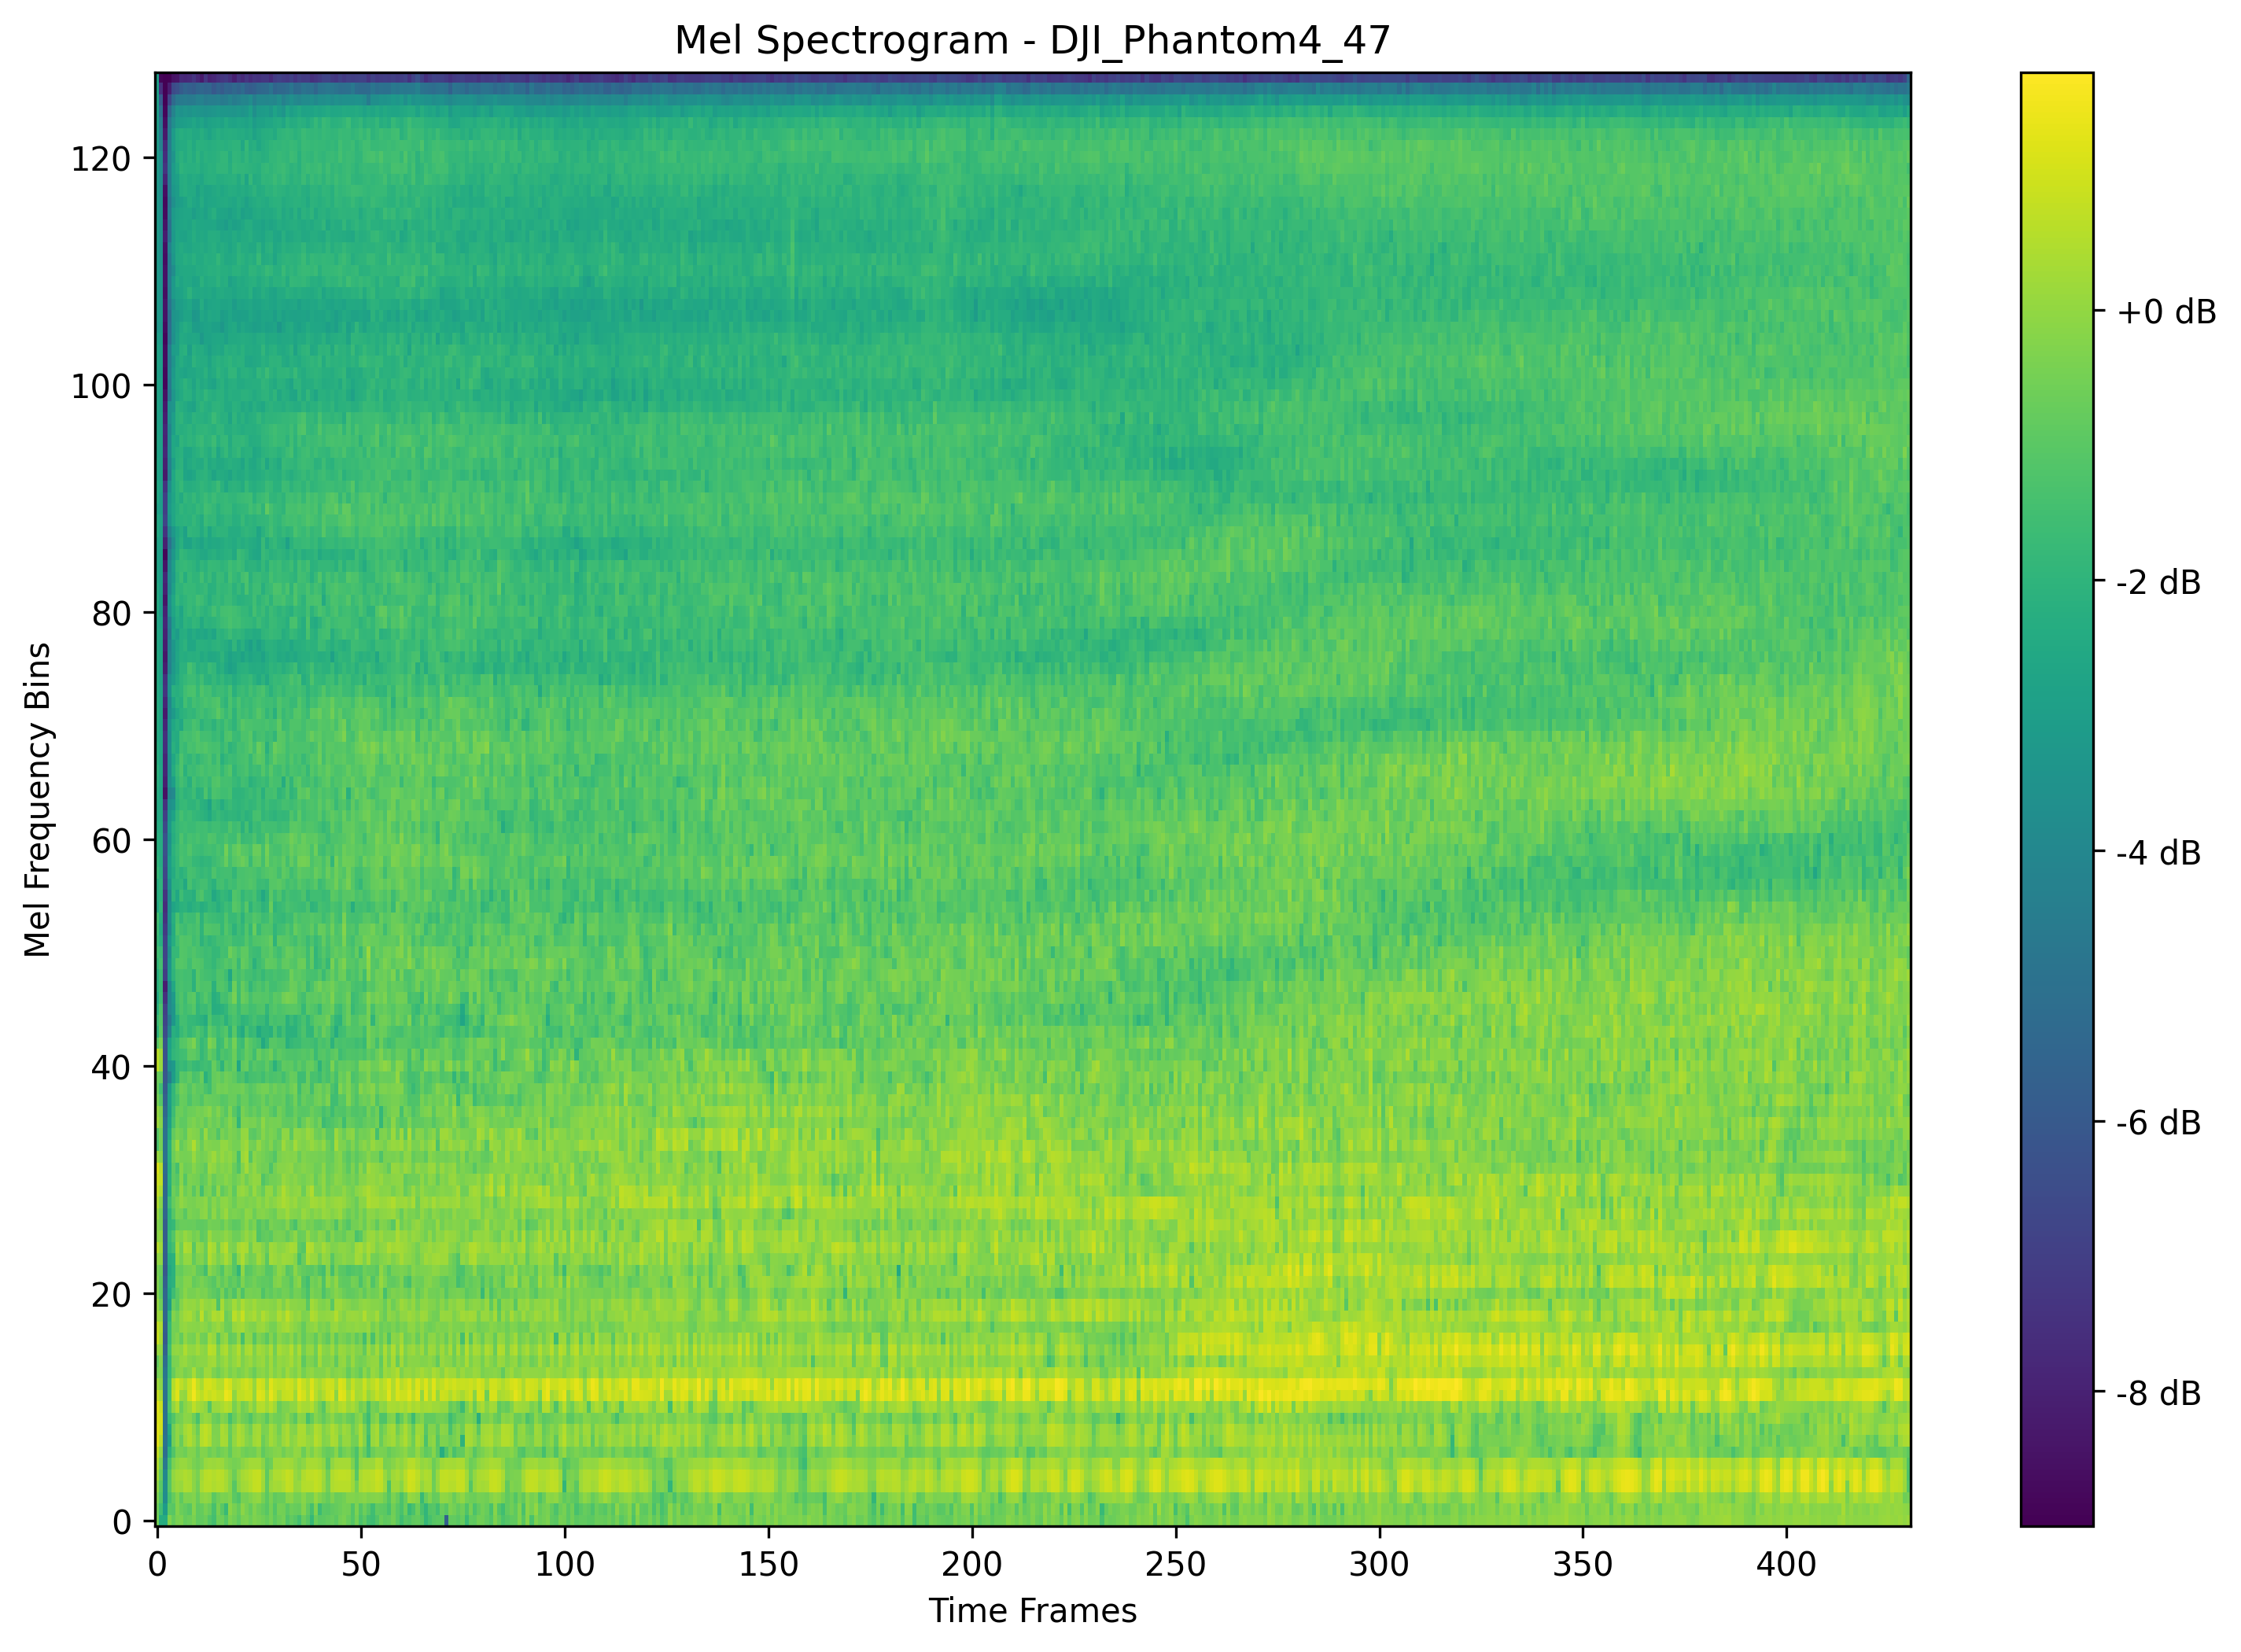 Mel Spectrogram - DJI_Phantom4_47
Mel Frequency Bins
120
100
80
60
40
20
0
0 50 100 150 200 250 300 350 400
Time Frames
+0 dB
-2 dB
-4 dB
-6 dB
-8 dB